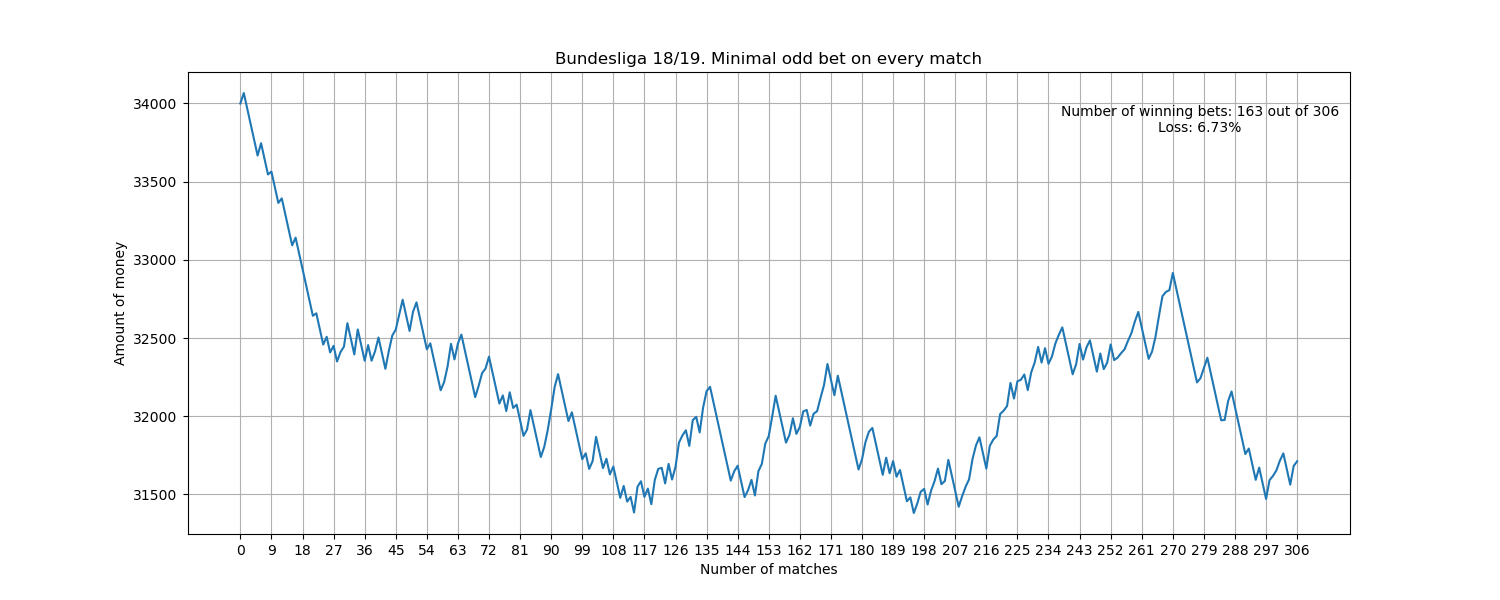 Bundesliga 18/19. Minimal odd bet on every match
Number of winning bets: 163 out of 306
Loss: 6.73%
Amount of money
34000
33500
33000
32500
32000
31500
0 9 18 27 36 45 54 63 72 81 90 99 108 117 126 135 144 153 162 171 180 189 198 207 216 225 234 243 252 261 270 279 288 297 306
Number of matches